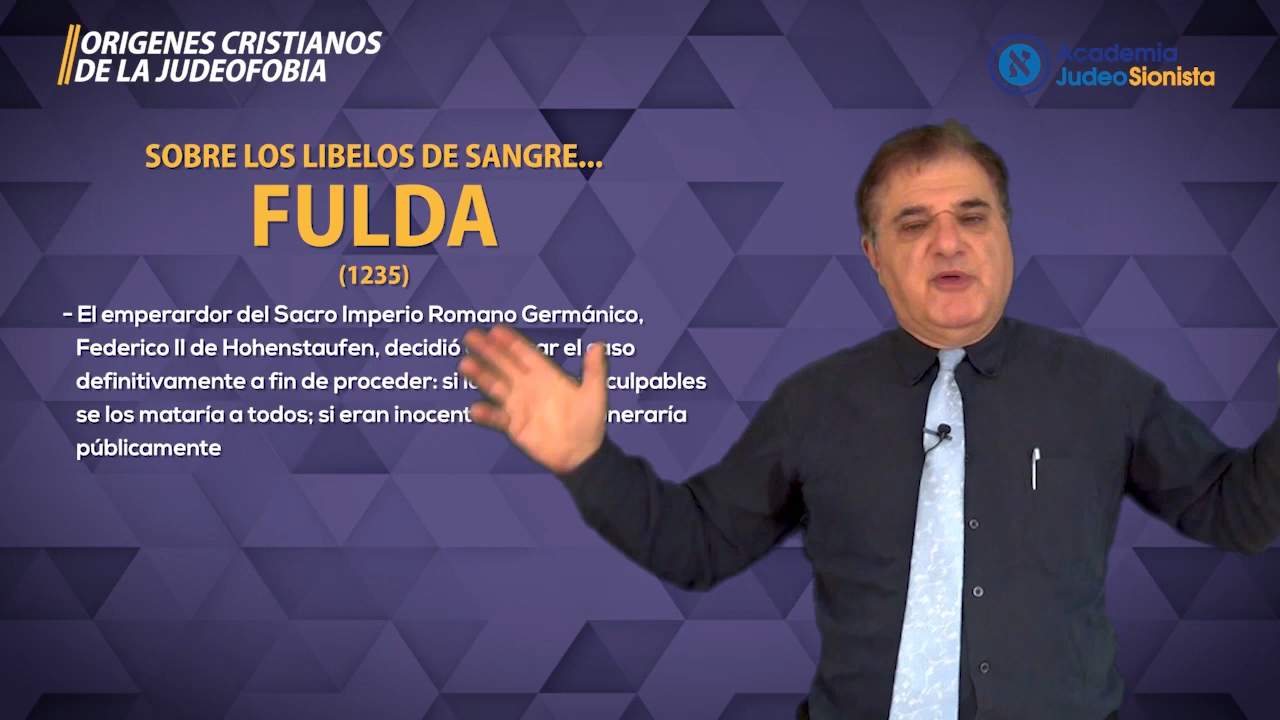 ORIGENES CRISTIANOS
DE LA JUDEOFOBIA
Academia
JudeoSionista
SOBRE LOS LIBELOS DE SANGRE...
FULDA
(1235)
- El emperardor del Sacro Imperio Romano Germánico,
Federico II de Hohenstaufen, decidió el caso
definitivamente a fin de proceder: si culpables
se los mataría a todos; si eran
públicamente